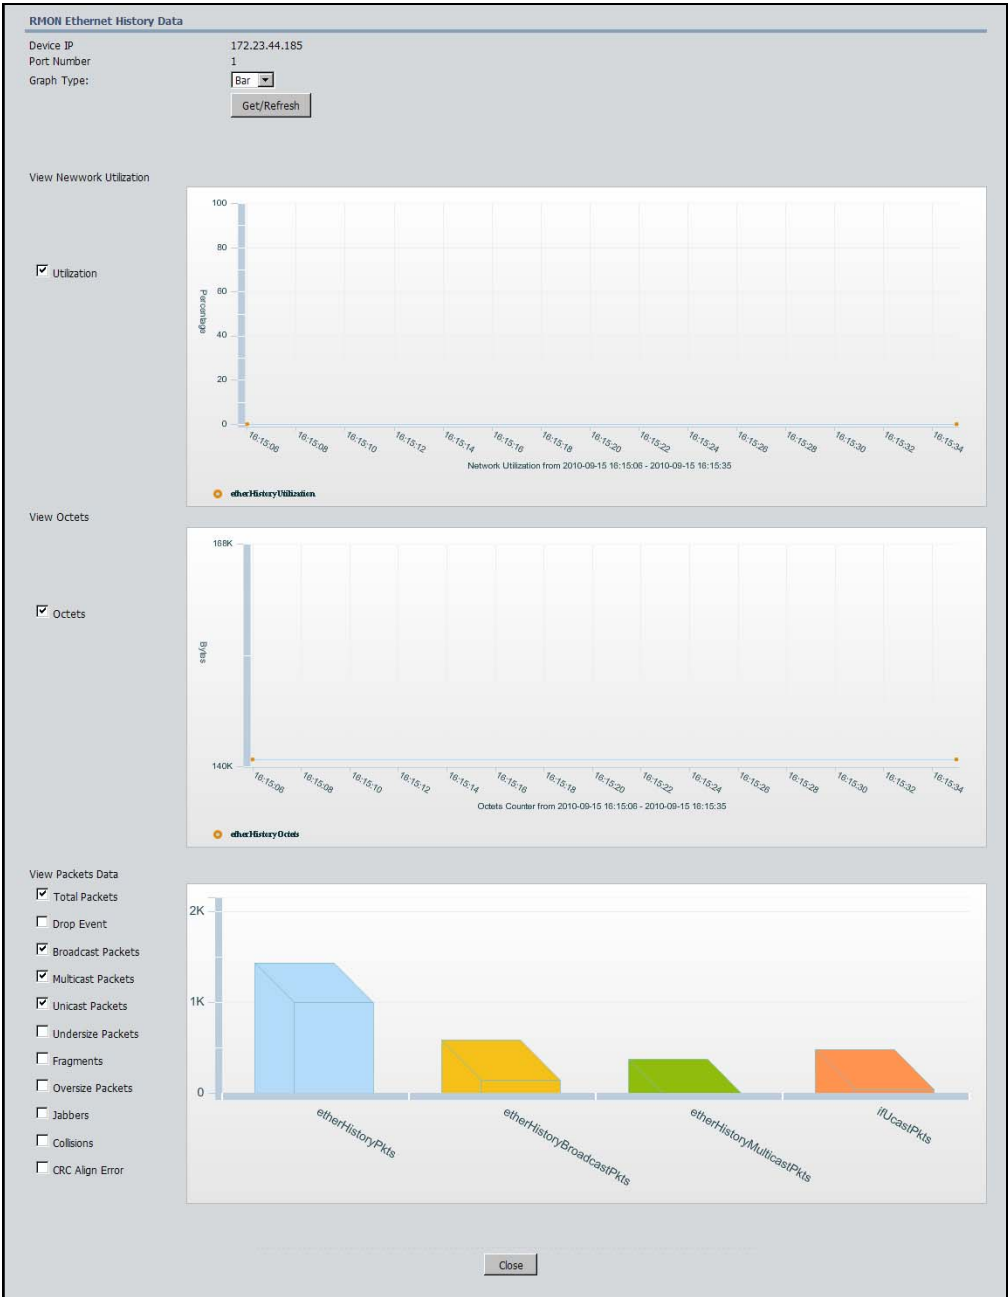 RMON Ethernet History Data
Device IP 172.23.44.185
Port Number 1
Graph Type: Bar
Get/Refresh
View Newwork Utilization
Utilization
100
80
60
40
20
0
Percentage
16:15:06 16:15:08 16:15:10 16:15:12 16:15:14 16:15:16 16:15:18 16:15:20 16:15:22 16:15:24 16:15:26 16:15:28 16:15:30 16:15:32 16:15:34
Network Utilization from 2010-09-15 16:15:06 - 2010-09-15 16:15:35
etherHistoryUtilization
View Octets
Octets
168K
Bytes
140K
16:15:06 16:15:08 16:15:10 16:15:12 16:15:14 16:15:16 16:15:18 16:15:20 16:15:22 16:15:24 16:15:26 16:15:28 16:15:30 16:15:32 16:15:34
Octets Counter from 2010-09-15 16:15:06 - 2010-09-15 16:15:35
etherHistoryOctets
View Packets Data
Total Packets
Drop Event
Broadcast Packets
Multicast Packets
Unicast Packets
Undersize Packets
Fragments
Oversize Packets
Jabbers
Collisions
CRC Align Error
2K
1K
0
etherHistoryPkts etherHistoryBroadcastPkts etherHistoryMulticastPkts ifUcastPkts
Close